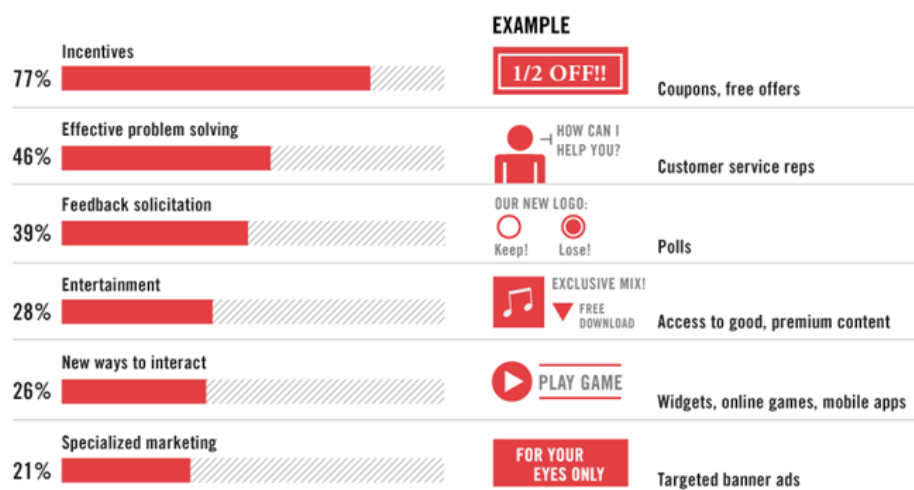 EXAMPLE
Incentives
77%
1/2 OFF!!
Coupons, free offers
Effective problem solving
46%
HOW CAN I
HELP YOU?
Customer service reps
Feedback solicitation
39%
OUR NEW LOGO:
Keep! Lose!
Polls
Entertainment
28%
EXCLUSIVE MIX!
FREE
DOWNLOAD
Access to good, premium content
New ways to interact
26%
PLAY GAME
Widgets, online games, mobile apps
Specialized marketing
21%
FOR YOUR
EYES ONLY
Targeted banner ads